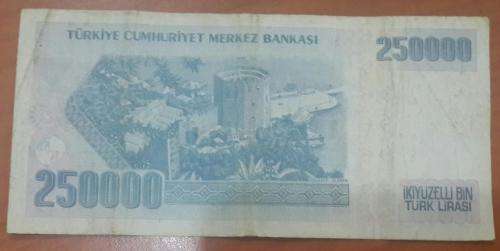 TÜRKİYE CUMHURİYET MERKEZ BANKASI
250000
250000
İKİYÜZELLİ BİN
TÜRK LİRASI